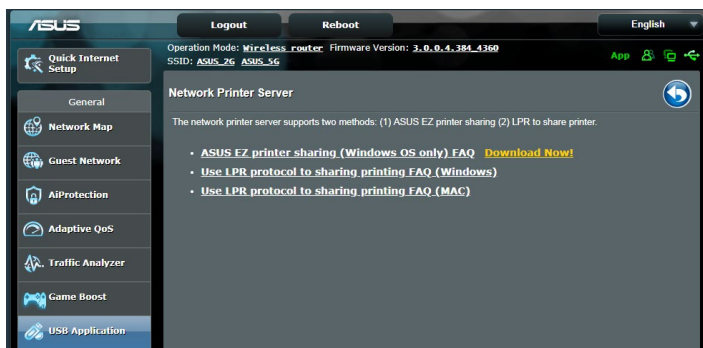 ASUS
Logout
Reboot
English
Quick Internet
Setup
Operation Mode: Wireless router Firmware Version: 3.0.0.4.384_4360
SSID: ASUS_2G ASUS_5G
App
General
Network Map
Guest Network
AiProtection
Adaptive QoS
Traffic Analyzer
Game Boost
USB Application
Network Printer Server
The network printer server supports two methods: (1) ASUS EZ printer sharing (2) LPR to share printer.
• ASUS EZ printer sharing (Windows OS only) FAQ Download Now!
• Use LPR protocol to sharing printing FAQ (Windows)
• Use LPR protocol to sharing printing FAQ (MAC)